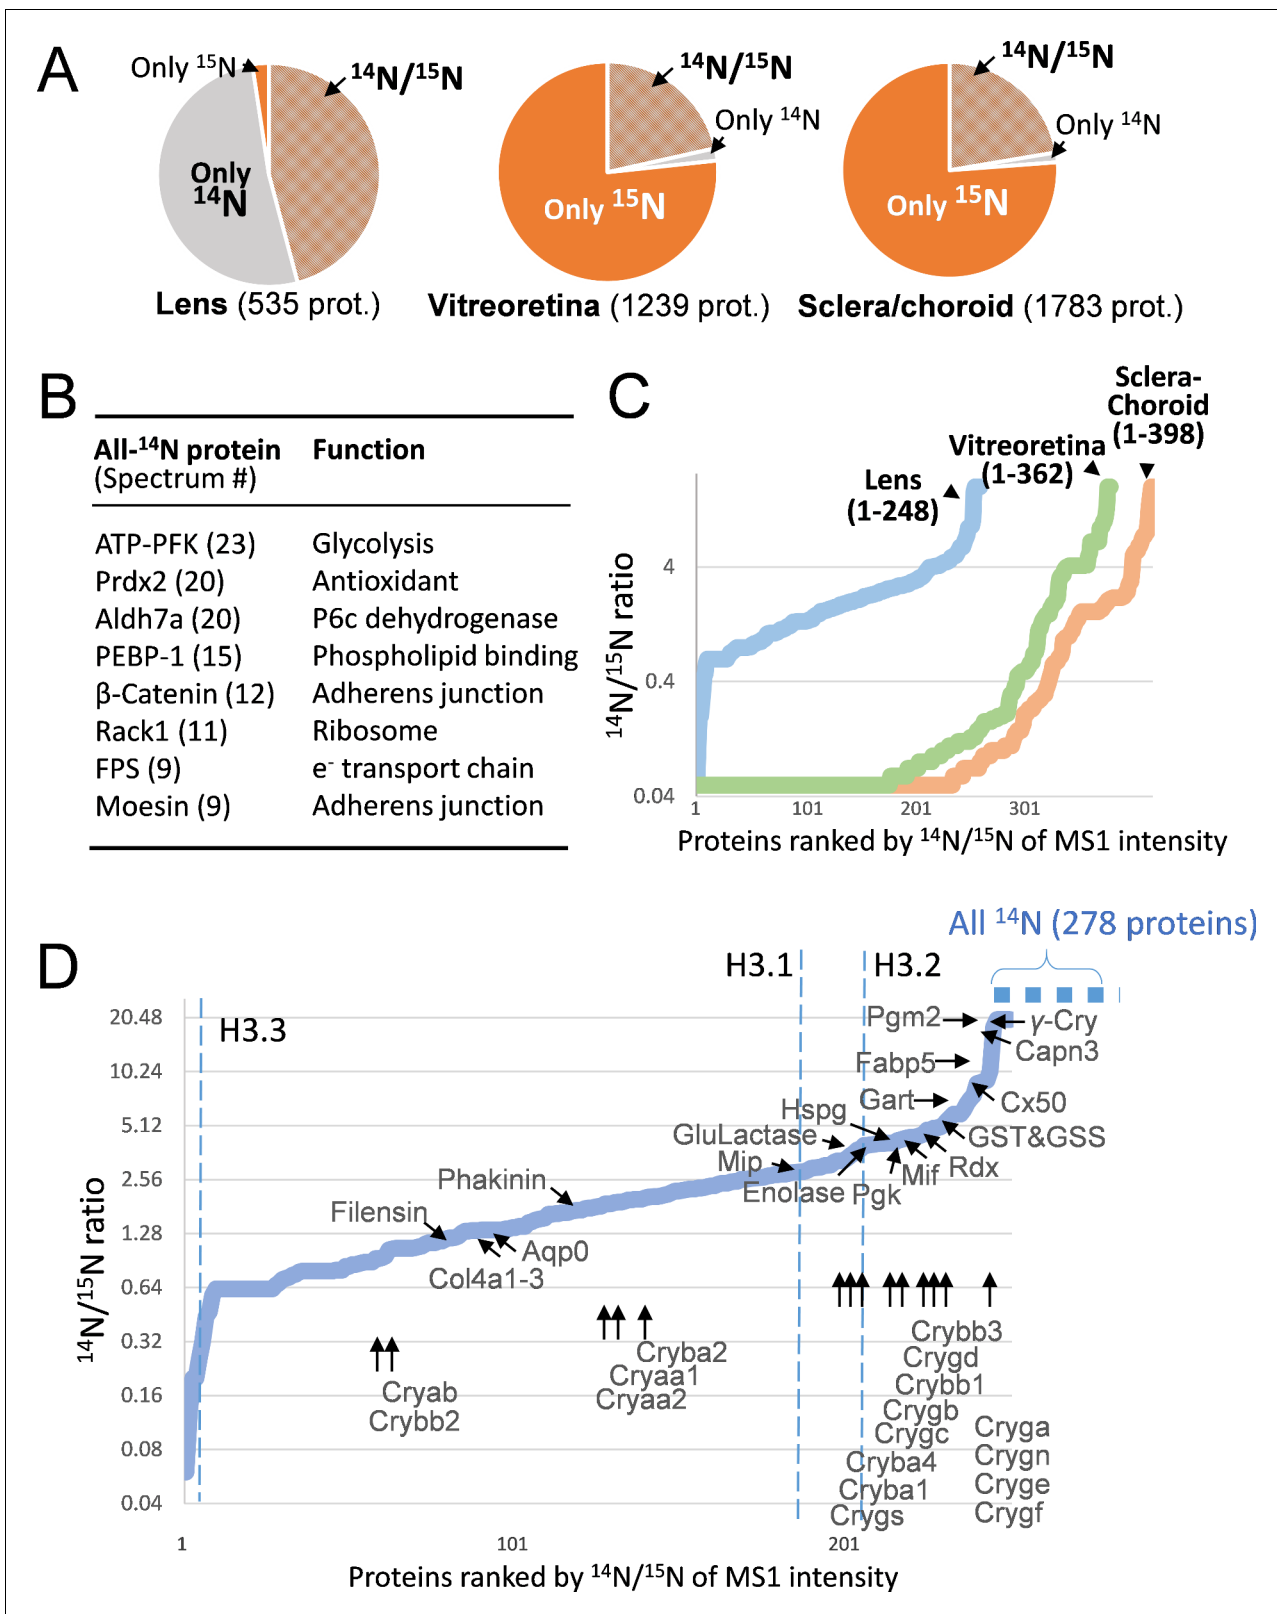 A
Only ¹⁵N
¹⁴N/¹⁵N
Only
¹⁴N
Lens (535 prot.)
¹⁴N/¹⁵N
Only ¹⁴N
Only ¹⁵N
Vitreoretina (1239 prot.)
¹⁴N/¹⁵N
Only ¹⁴N
Only ¹⁵N
Sclera/choroid (1783 prot.)
B
All-¹⁴N protein Function
(Spectrum #)
ATP-PFK (23) Glycolysis
Prdx2 (20) Antioxidant
Aldh7a (20) P6c dehydrogenase
PEBP-1 (15) Phospholipid binding
β-Catenin (12) Adherens junction
Rack1 (11) Ribosome
FPS (9) e⁻ transport chain
Moesin (9) Adherens junction
C
Sclera-
Choroid
(1-398)
Vitreoretina
(1-362)
Lens
(1-248)
¹⁴N/¹⁵N ratio
4
0.4
0.04
1 101 201 301
Proteins ranked by ¹⁴N/¹⁵N of MS1 intensity
D
All ¹⁴N (278 proteins)
H3.3
H3.1
H3.2
¹⁴N/¹⁵N ratio
20.48
10.24
5.12
2.56
1.28
0.64
0.32
0.16
0.08
0.04
Pgm2
γ-Cry
Capn3
Fabp5
Gart
Cx50
Hspg
GluLactase
GST&GSS
Mip
Rdx
Mif
Enolase
Pgk
Phakinin
Filensin
Aqp0
Col4a1-3
Cryab
Crybb2
Cryba2
Cryaa1
Cryaa2
Crybb3
Crygd
Crybb1
Crygb
Crygc
Cryba4
Cryba1
Crygs
Cryga
Crygn
Cryge
Crygf
1 101 201
Proteins ranked by ¹⁴N/¹⁵N of MS1 intensity